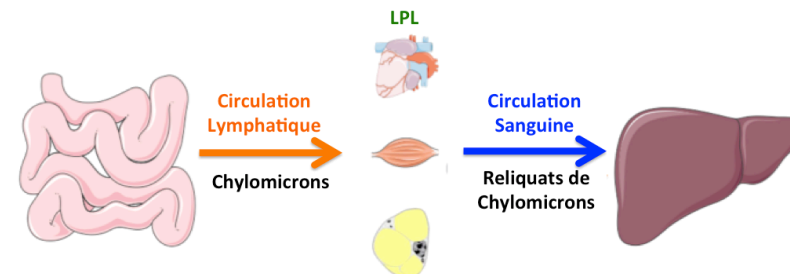 LPL
Circulation
Lymphatique
Chylomicrons
Circulation
Sanguine
Reliquats de
Chylomicrons